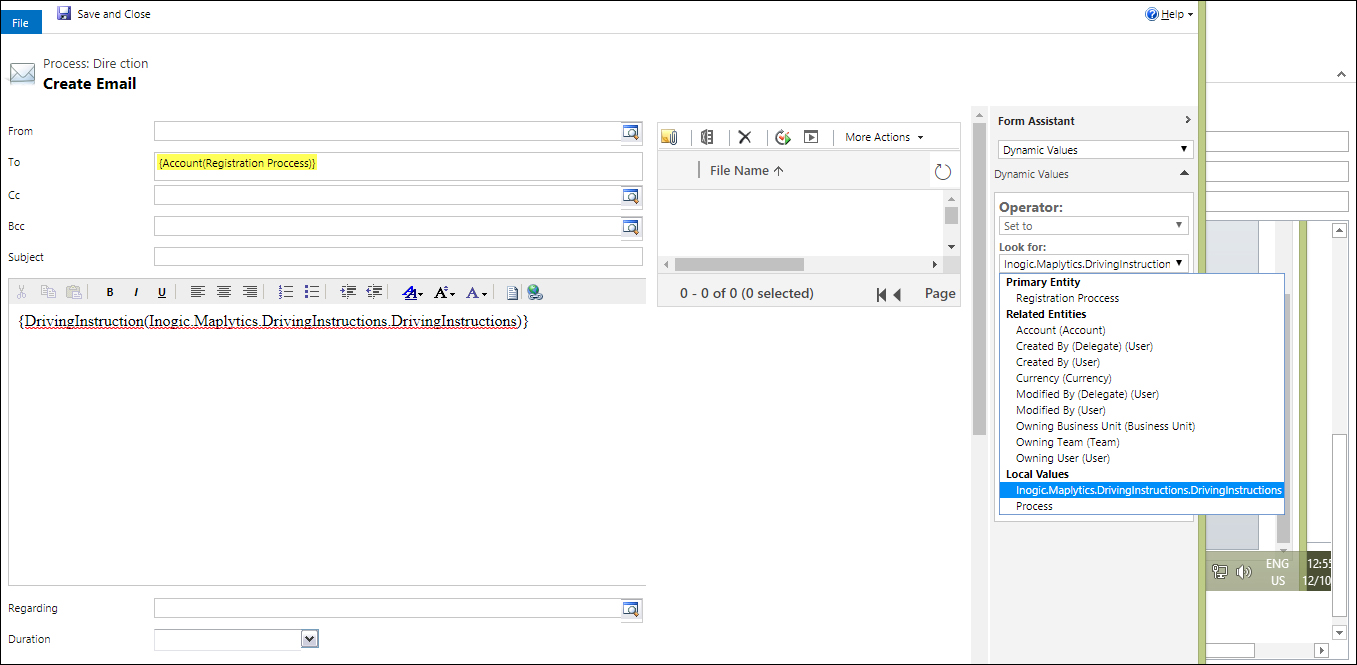 File
Save and Close
Help
Process: Dire ction
Create Email
From
To
{Account(Registration Proccess)}
Cc
Bcc
Subject
B I U
A A A
{DrivingInstruction(Inogic.Maplytics.DrivingInstructions.DrivingInstructions)}
Regarding
Duration
More Actions
File Name
0 - 0 of 0 (0 selected)
Page
Form Assistant
Dynamic Values
Dynamic Values
Operator:
Set to
Look for:
Inogic.Maplytics.DrivingInstruction
Primary Entity
Registration Proccess
Related Entities
Account (Account)
Created By (Delegate) (User)
Created By (User)
Currency (Currency)
Modified By (Delegate) (User)
Modified By (User)
Owning Business Unit (Business Unit)
Owning Team (Team)
Owning User (User)
Local Values
Inogic.Maplytics.DrivingInstructions.DrivingInstructions
Process
ENG
US
12:55
12/10